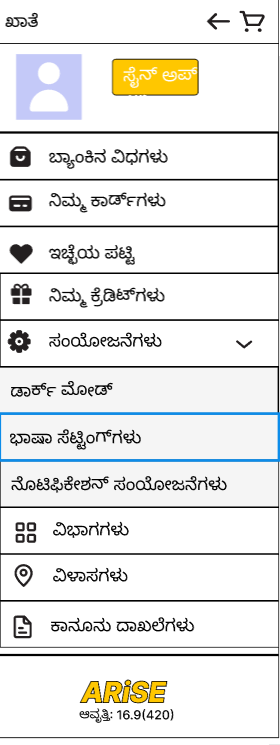 ಖಾತೆ
ಸೈನ್ ಅಪ್
ಬ್ಯಾಂಕಿನ ವಿಧಗಳು
ನಿಮ್ಮ ಕಾರ್ಡ್‌ಗಳು
ಇಚ್ಛೆಯ ಪಟ್ಟಿ
ನಿಮ್ಮ ಕ್ರೆಡಿಟ್‌ಗಳು
ಸಂಯೋಜನೆಗಳು
ಡಾರ್ಕ್ ಮೋಡ್
ಭಾಷಾ ಸೆಟ್ಟಿಂಗ್‌ಗಳು
ನೊಟಿಫಿಕೇಶನ್ ಸಂಯೋಜನೆಗಳು
ವಿಭಾಗಗಳು
ವಿಳಾಸಗಳು
ಕಾನೂನು ದಾಖಲೆಗಳು
ARiSE
ಆವೃತ್ತಿ: 16.9(420)